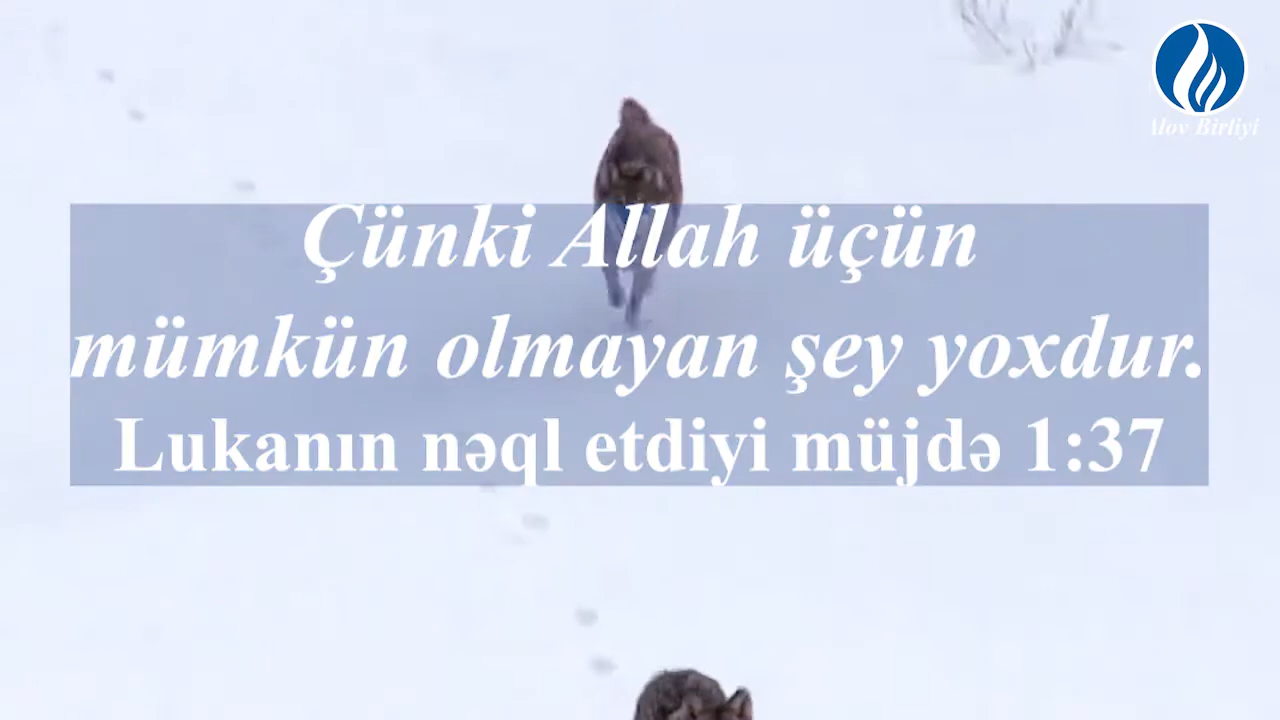 Alov Birliyi
Çünki Allah üçün
mümkün olmayan şey yoxdur.
Lukanın nəql etdiyi müjdə 1:37